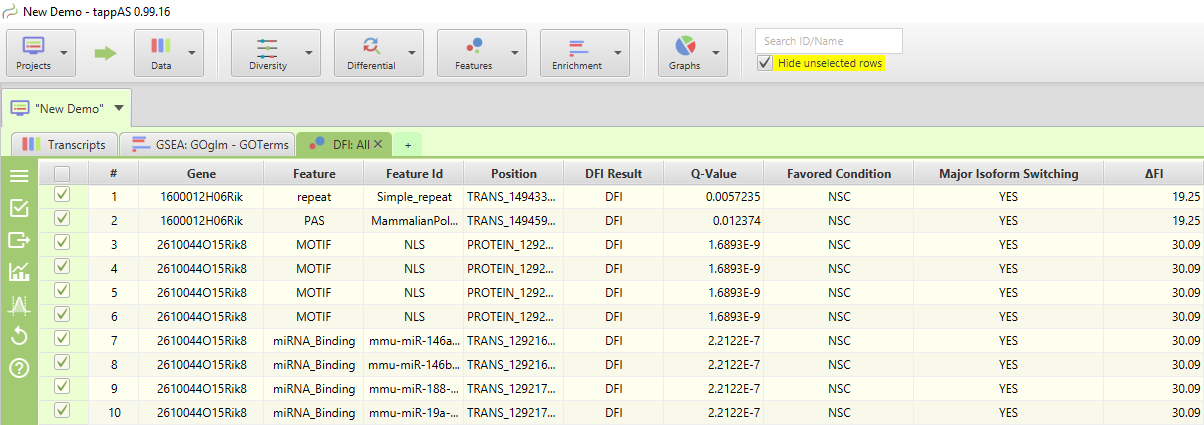 New Demo - tappAS 0.99.16
Projects Data Diversity Differential Features Enrichment Graphs
Search ID/Name
Hide unselected rows
"New Demo"
Transcripts GSEA: GOglm - GOTerms DFI: All +
# Gene Feature Feature Id Position DFI Result Q-Value Favored Condition Major Isoform Switching ΔFI
1 1600012H06Rik repeat Simple_repeat TRANS_149433... DFI 0.0057235 NSC YES 19.25
2 1600012H06Rik PAS MammalianPol... TRANS_149459... DFI 0.012374 NSC YES 19.25
3 2610044O15Rik8 MOTIF NLS PROTEIN_1292... DFI 1.6893E-9 NSC YES 30.09
4 2610044O15Rik8 MOTIF NLS PROTEIN_1292... DFI 1.6893E-9 NSC YES 30.09
5 2610044O15Rik8 MOTIF NLS PROTEIN_1292... DFI 1.6893E-9 NSC YES 30.09
6 2610044O15Rik8 MOTIF NLS PROTEIN_1292... DFI 1.6893E-9 NSC YES 30.09
7 2610044O15Rik8 miRNA_Binding mmu-miR-146a... TRANS_129216... DFI 2.2122E-7 NSC YES 30.09
8 2610044O15Rik8 miRNA_Binding mmu-miR-146b... TRANS_129216... DFI 2.2122E-7 NSC YES 30.09
9 2610044O15Rik8 miRNA_Binding mmu-miR-188-... TRANS_129217... DFI 2.2122E-7 NSC YES 30.09
10 2610044O15Rik8 miRNA_Binding mmu-miR-19a-... TRANS_129217... DFI 2.2122E-7 NSC YES 30.09